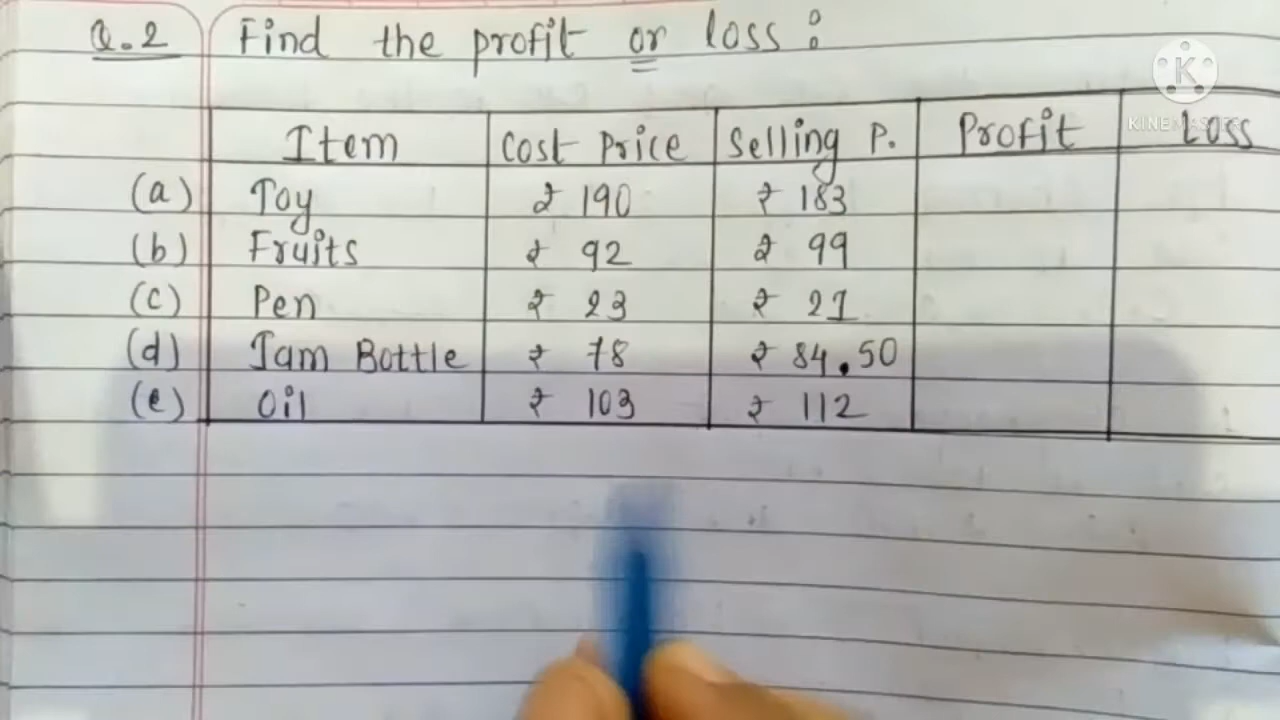 Q.2 Find the profit or loss :
Item Cost Price Selling P. Profit Loss
(a) Toy ₹ 190 ₹ 183
(b) Fruits ₹ 92 ₹ 99
(c) Pen ₹ 23 ₹ 21
(d) Jam Bottle ₹ 78 ₹ 84.50
(e) Oil ₹ 103 ₹ 112
K
KINEMASTER